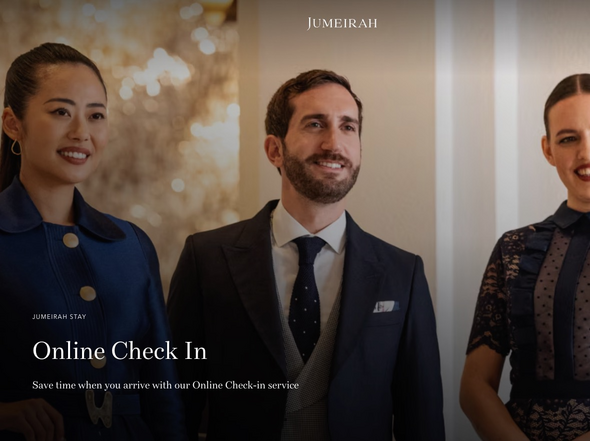 JUMEIRAH
JUMEIRAH STAY
Online Check In
Save time when you arrive with our Online Check-in service